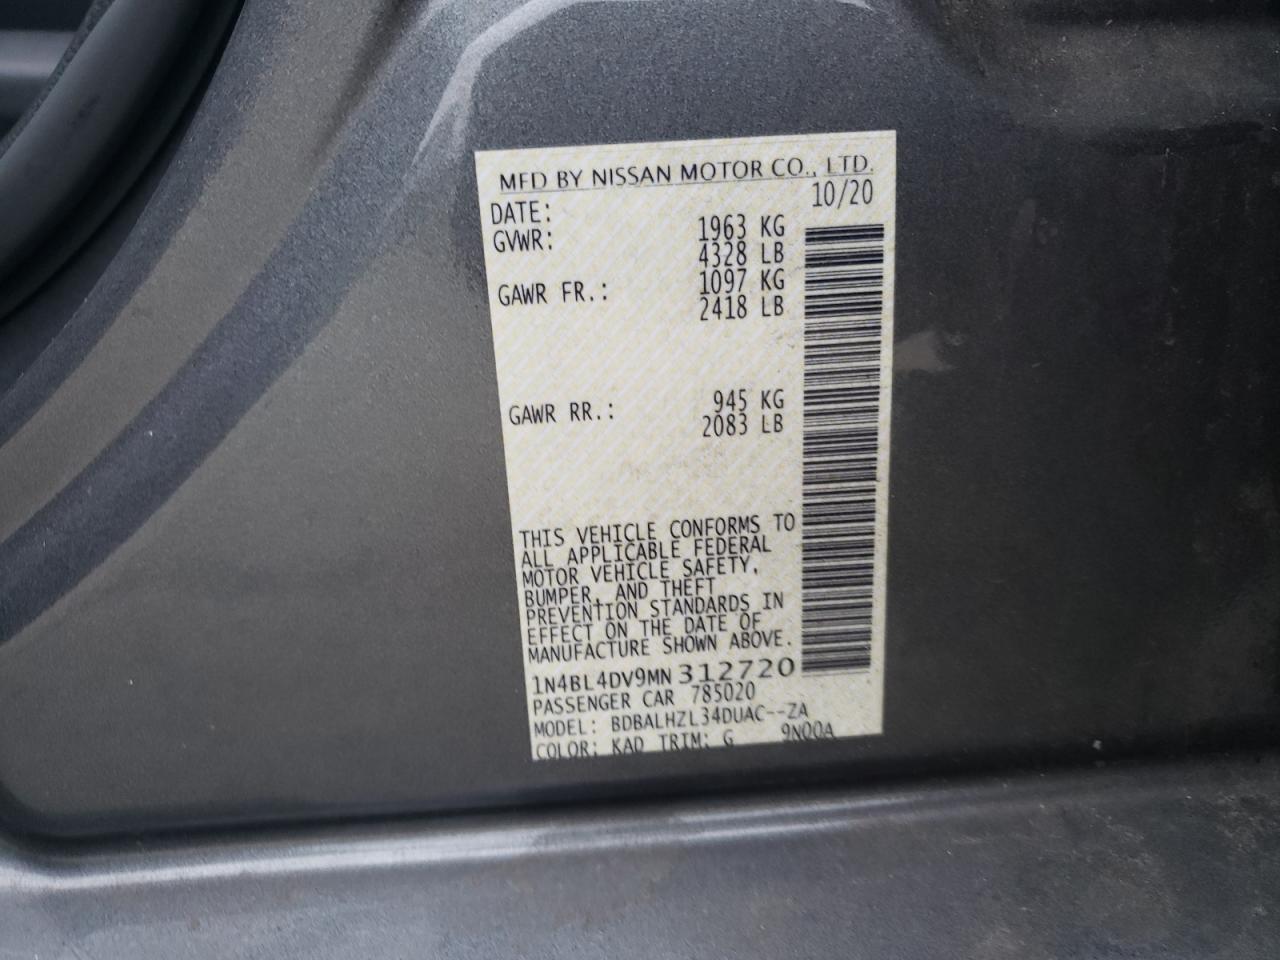 MFD BY NISSAN MOTOR CO., LTD.
DATE: 10/20
GVWR: 1963 KG
4328 LB
GAWR FR.: 1097 KG
2418 LB
GAWR RR.: 945 KG
2083 LB
THIS VEHICLE CONFORMS TO
ALL APPLICABLE FEDERAL
MOTOR VEHICLE SAFETY,
BUMPER, AND THEFT
PREVENTION STANDARDS IN
EFFECT ON THE DATE OF
MANUFACTURE SHOWN ABOVE.
1N4BL4DV9MN312720
PASSENGER CAR 785020
MODEL: BDBALHZL34DUAC--ZA
COLOR: KAD TRIM: G 9N00A